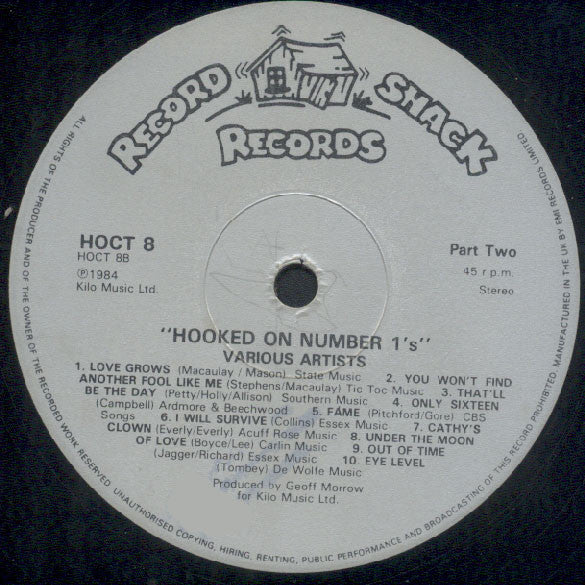 RECORD SHACK
RECORDS
HOCT 8
HOCT 8B
℗1984
Kilo Music Ltd.
Part Two
45 r.p.m.
Stereo
"HOOKED ON NUMBER 1's"
VARIOUS ARTISTS
1. LOVE GROWS (Macaulay / Mason) State Music 2. YOU WON'T FIND
ANOTHER FOOL LIKE ME (Stephens/Macaulay) Tic Toc Music 3. THAT'LL
BE THE DAY (Petty/Holly/Allison) Southern Music 4. ONLY SIXTEEN
(Campbell) Ardmore & Beechwood 5. FAME (Pitchford/Gore) CBS
Songs 6. I WILL SURVIVE (Collins) Essex Music 7. CATHY'S
CLOWN (Everly/Everly) Acuff Rose Music 8. UNDER THE MOON
OF LOVE (Boyce/Lee) Carlin Music 9. OUT OF TIME
(Jagger/Richard) Essex Music 10. EYE LEVEL
(Tombey) De Wolfe Music
Produced by Geoff Morrow
for Kilo Music Ltd.
ALL RIGHTS OF THE PRODUCER AND OF THE OWNER OF THE RECORDED WORK RESERVED. UNAUTHORISED COPYING, HIRING, RENTING, PUBLIC PERFORMANCE AND BROADCASTING OF THIS RECORD PROHIBITED. MANUFACTURED IN THE UK BY EMI RECORDS LIMITED